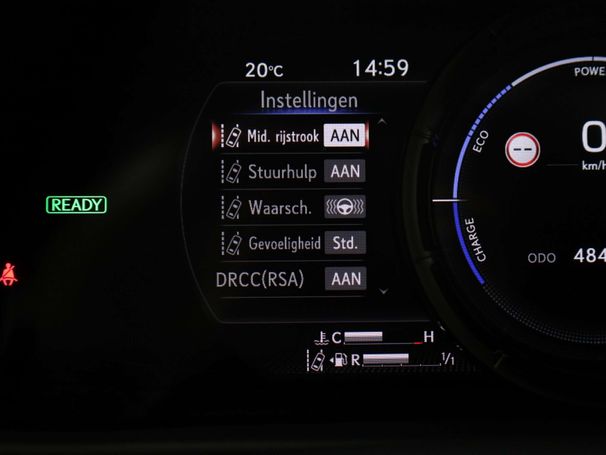 20°C 14:59
Instellingen
Mid. rijstrook AAN
Stuurhulp AAN
Waarsch.
Gevoeligheid Std.
DRCC(RSA) AAN
READY
C H
R 1/1
POWE
ECO
CHARGE
--
0
km/h
ODO 484